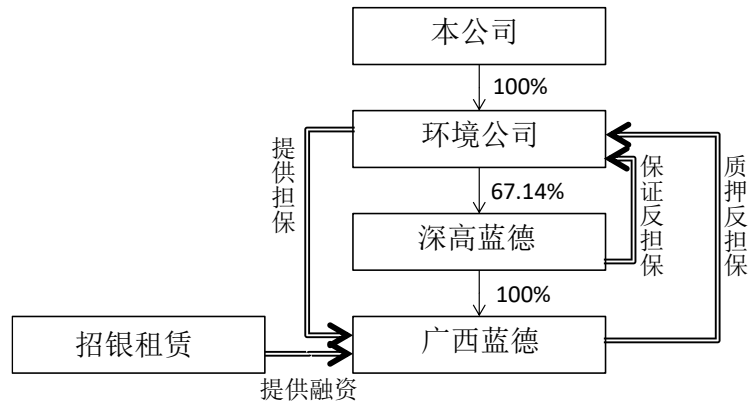 本公司
100%
环境公司
提供担保
67.14%
保证反担保
质押反担保
深高蓝德
100%
招银租赁
广西蓝德
提供融资